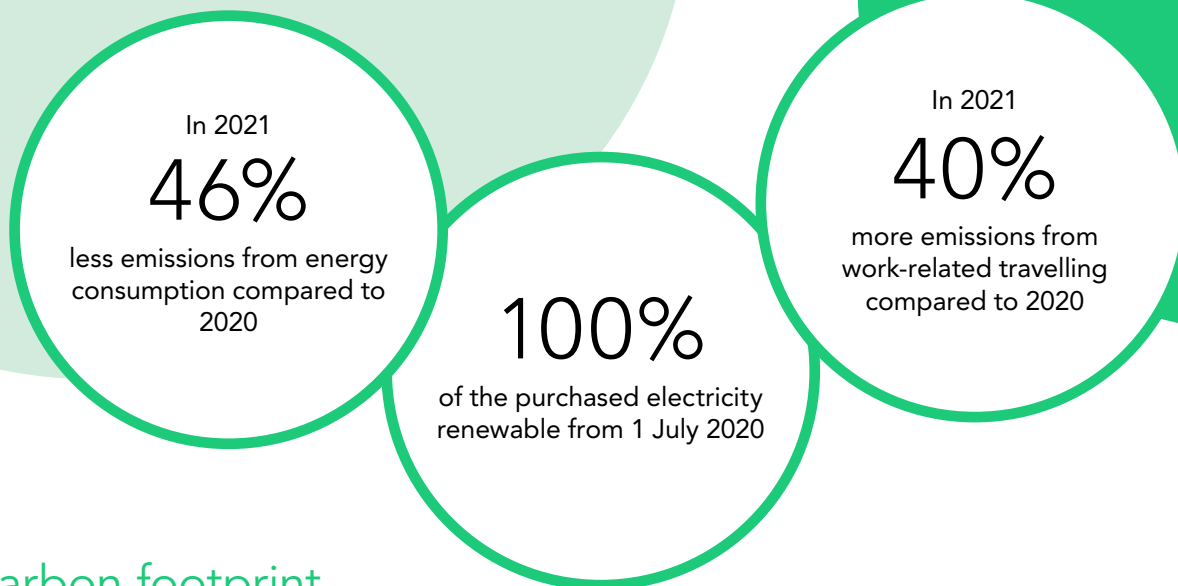 In 2021
46%
less emissions from energy
consumption compared to
2020
100%
of the purchased electricity
renewable from 1 July 2020
In 2021
40%
more emissions from
work-related travelling
compared to 2020
footprint